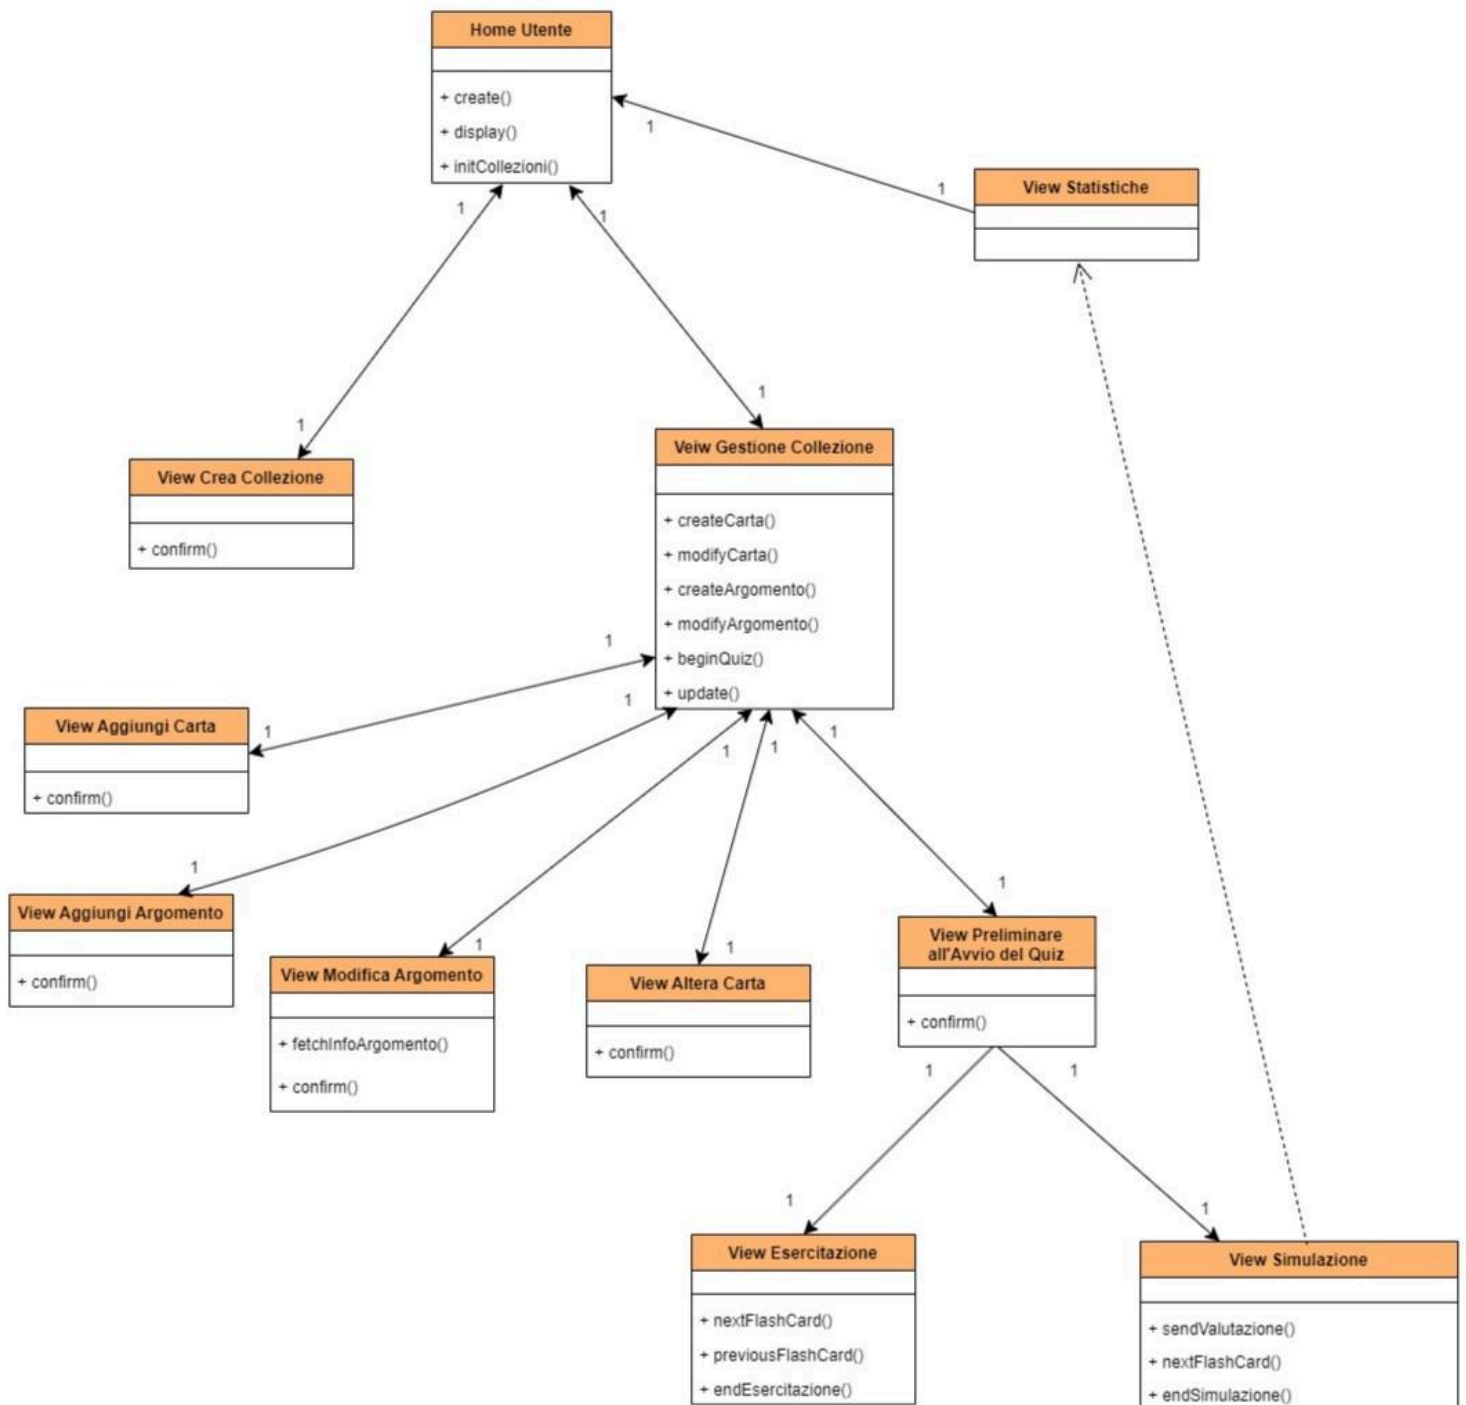 Home Utente
+ create()
+ display()
+ initCollezioni()
1
1
1
1
View Statistiche
1
1
View Crea Collezione
+ confirm()
Veiw Gestione Collezione
+ createCarta()
+ modifyCarta()
+ createArgomento()
+ modifyArgomento()
+ beginQuiz()
+ update()
1
1
1
1
1
1
View Aggiungi Carta
+ confirm()
1
View Aggiungi Argomento
+ confirm()
1
View Modifica Argomento
+ fetchInfoArgomento()
+ confirm()
1
View Altera Carta
+ confirm()
1
View Preliminare
all'Avvio del Quiz
+ confirm()
1
1
1
1
View Esercitazione
+ nextFlashCard()
+ previousFlashCard()
+ endEsercitazione()
View Simulazione
+ sendValutazione()
+ nextFlashCard()
+ endSimulazione()